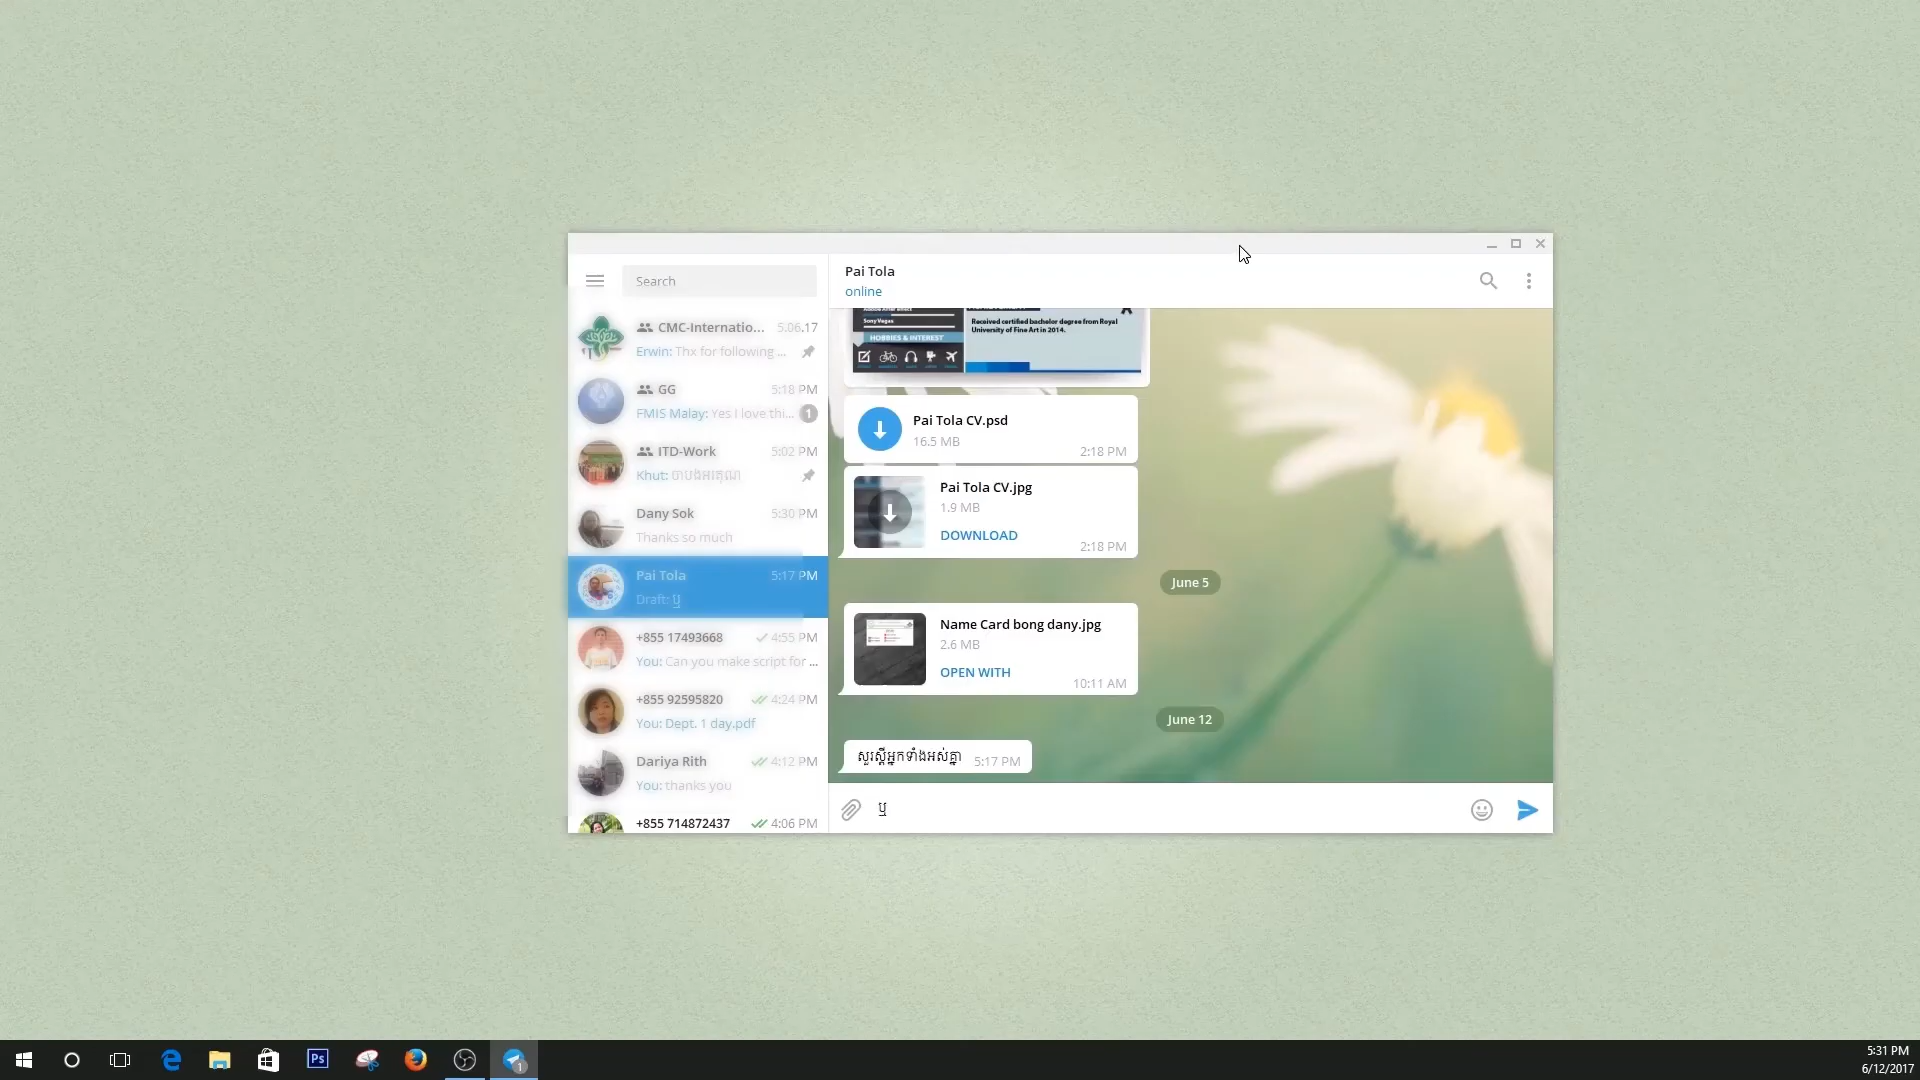 Search
CMC-Internatio... 5.06.17
Erwin: Thx for following ...
GG 5:18 PM
FMIS Malay: Yes I love thi... 1
ITD-Work 5:02 PM
Khut:
Dany Sok 5:30 PM
Thanks so much
Pai Tola 5:17 PM
Draft: ឬ
+855 17493668 4:55 PM
You: Can you make script for ...
+855 92595820 4:24 PM
You: Dept. 1 day.pdf
Dariya Rith 4:12 PM
You: thanks you
+855 714872437 4:06 PM
Pai Tola
online
Sony Vegas
HOBBIES & INTEREST
Received certified bachelor degree from Royal
University of Fine Art in 2014.
Pai Tola CV.psd
16.5 MB
2:18 PM
Pai Tola CV.jpg
1.9 MB
DOWNLOAD
2:18 PM
June 5
Name Card bong dany.jpg
2.6 MB
OPEN WITH
10:11 AM
June 12
សួរស្តីអ្នកទាំងអស់គ្នា 5:17 PM
ឬ
Ps
1
5:31 PM
6/12/2017